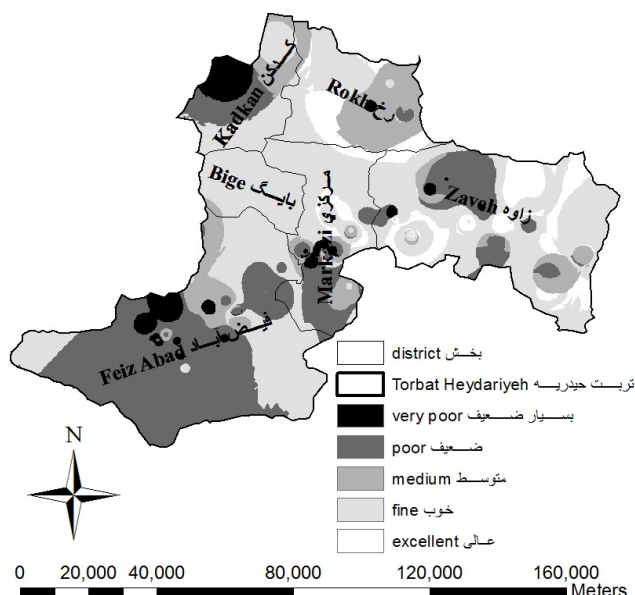 Kadkan کدکن
Rokh رخ
Bige بایگ
مرکزی Markazi
Zaveh زاوه
Feiz Abad فیض آباد
district بخش
Torbat Heydariyeh تربت حیدریه
very poor بسیار ضعیف
poor ضعیف
medium متوسط
fine خوب
excellent عالی
N
0 20,000 40,000 80,000 120,000 160,000
Meters